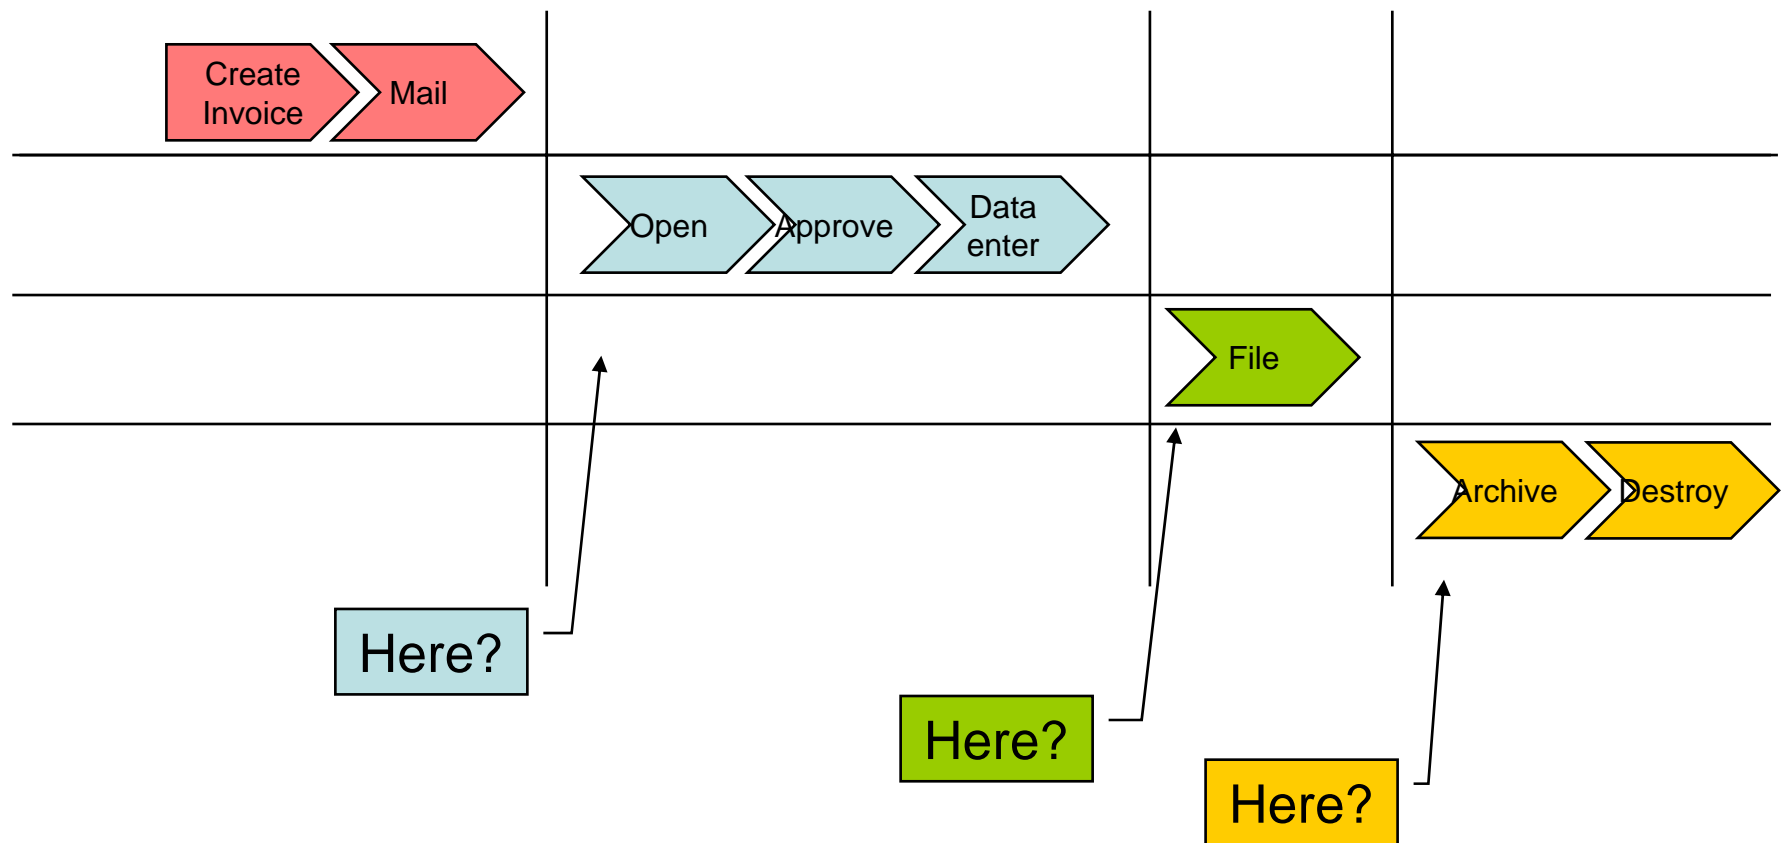 Create
Invoice
Mail
Open
Approve
Data
enter
File
Archive
Destroy
Here?
Here?
Here?